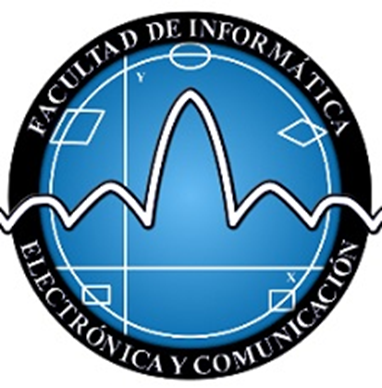 FACULTAD DE INFORMÁTICA
Y
X
ELECTRÓNICA Y COMUNICACIÓN